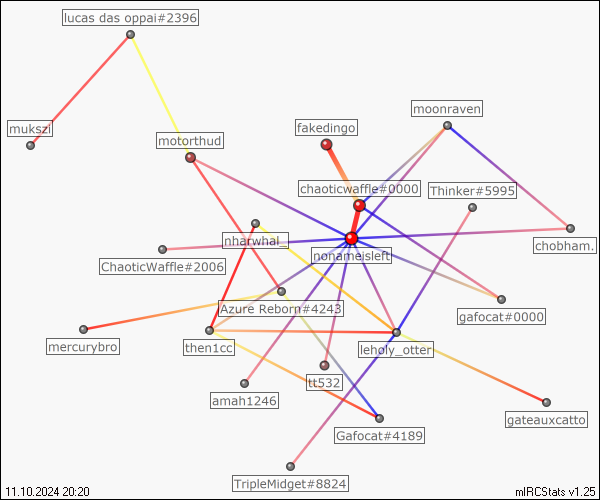 lucas das oppai#2396
moonraven
mukszi
fakedingo
motorthud
chaoticwaffle#0000
Thinker#5995
nharwhal_
nonameisleft
chobham.
ChaoticWaffle#2006
Azure Reborn#4243
gafocat#0000
mercurybro
then1cc
leholy_otter
tt532
amah1246
gateauxcatto
Gafocat#4189
TripleMidget#8824
11.10.2024 20:20
mIRCStats v1.25